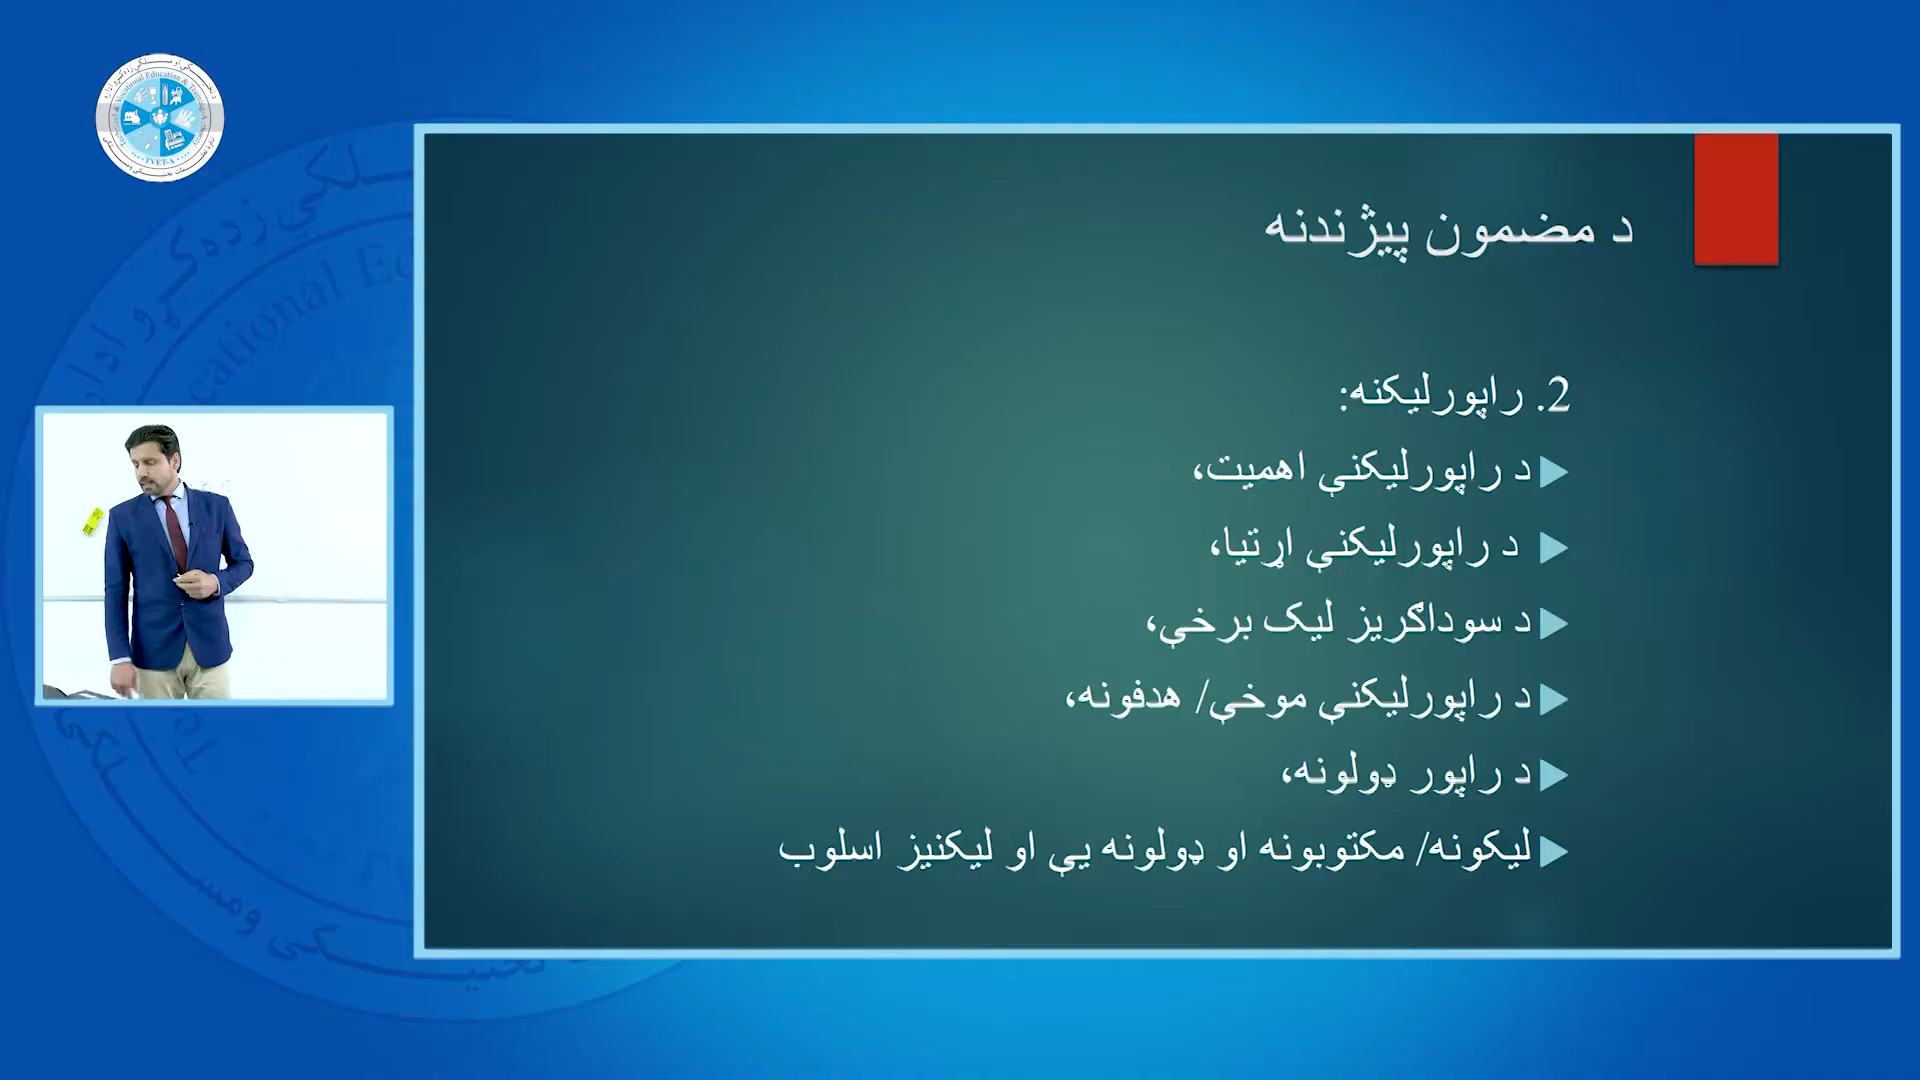 د مضمون پیژندنه
2. راپورلیکنه:
د راپورلیکنې اهمیت،
د راپورلیکنې اړتیا،
د سوداګریز لیک برخې،
د راپورلیکنې موخې/ هدفونه،
د راپور ډولونه،
لیکونه/ مکتوبونه او ډولونه یې او لیکنیز اسلوب